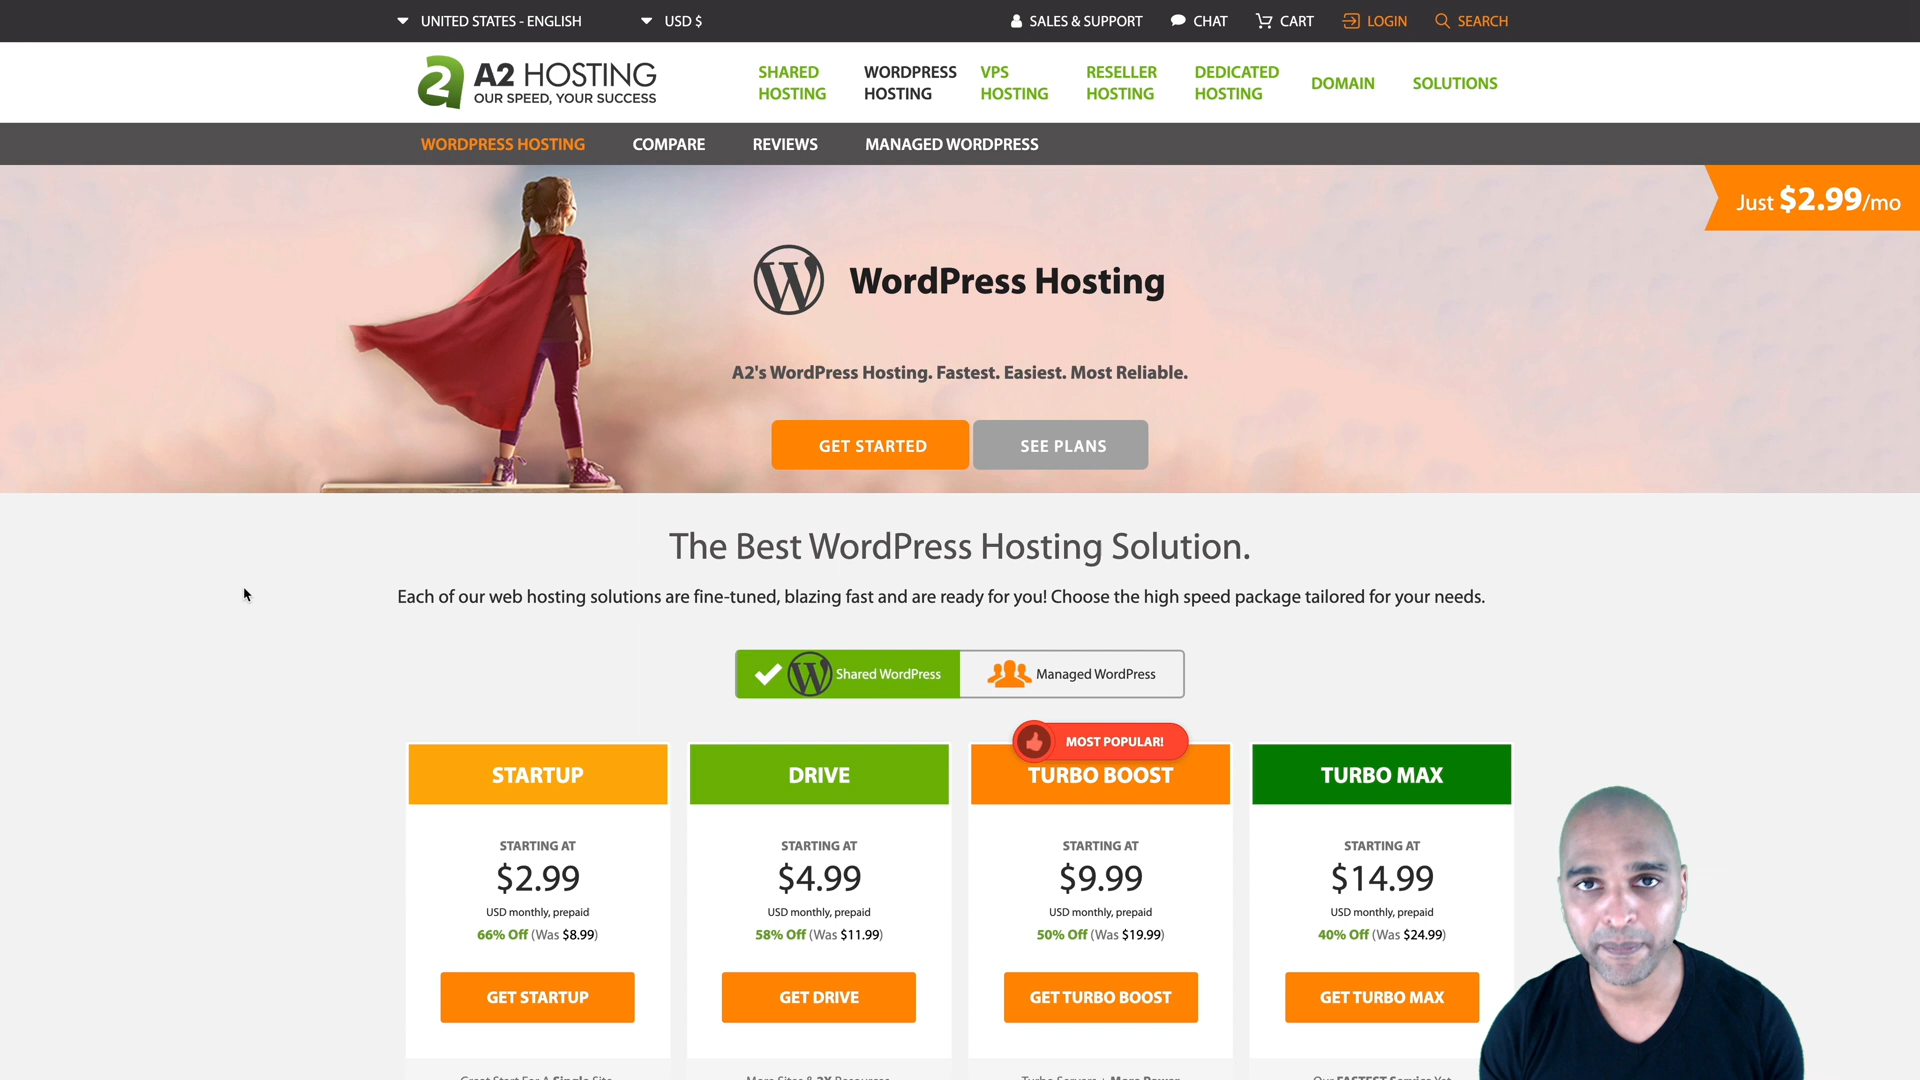 UNITED STATES - ENGLISH
USD $
SALES & SUPPORT
CHAT
CART
LOGIN
SEARCH
A2 HOSTING
OUR SPEED, YOUR SUCCESS
SHARED HOSTING
WORDPRESS HOSTING
VPS HOSTING
RESELLER HOSTING
DEDICATED HOSTING
DOMAIN
SOLUTIONS
WORDPRESS HOSTING
COMPARE
REVIEWS
MANAGED WORDPRESS
Just $2.99/mo
WordPress Hosting
A2's WordPress Hosting. Fastest. Easiest. Most Reliable.
GET STARTED
SEE PLANS
The Best WordPress Hosting Solution.
Each of our web hosting solutions are fine-tuned, blazing fast and are ready for you! Choose the high speed package tailored for your needs.
Shared WordPress
Managed WordPress
STARTUP
STARTING AT
$2.99
USD monthly, prepaid
66% Off (Was $8.99)
GET STARTUP
DRIVE
STARTING AT
$4.99
USD monthly, prepaid
58% Off (Was $11.99)
GET DRIVE
MOST POPULAR!
TURBO BOOST
STARTING AT
$9.99
USD monthly, prepaid
50% Off (Was $19.99)
GET TURBO BOOST
TURBO MAX
STARTING AT
$14.99
USD monthly, prepaid
40% Off (Was $24.99)
GET TURBO MAX